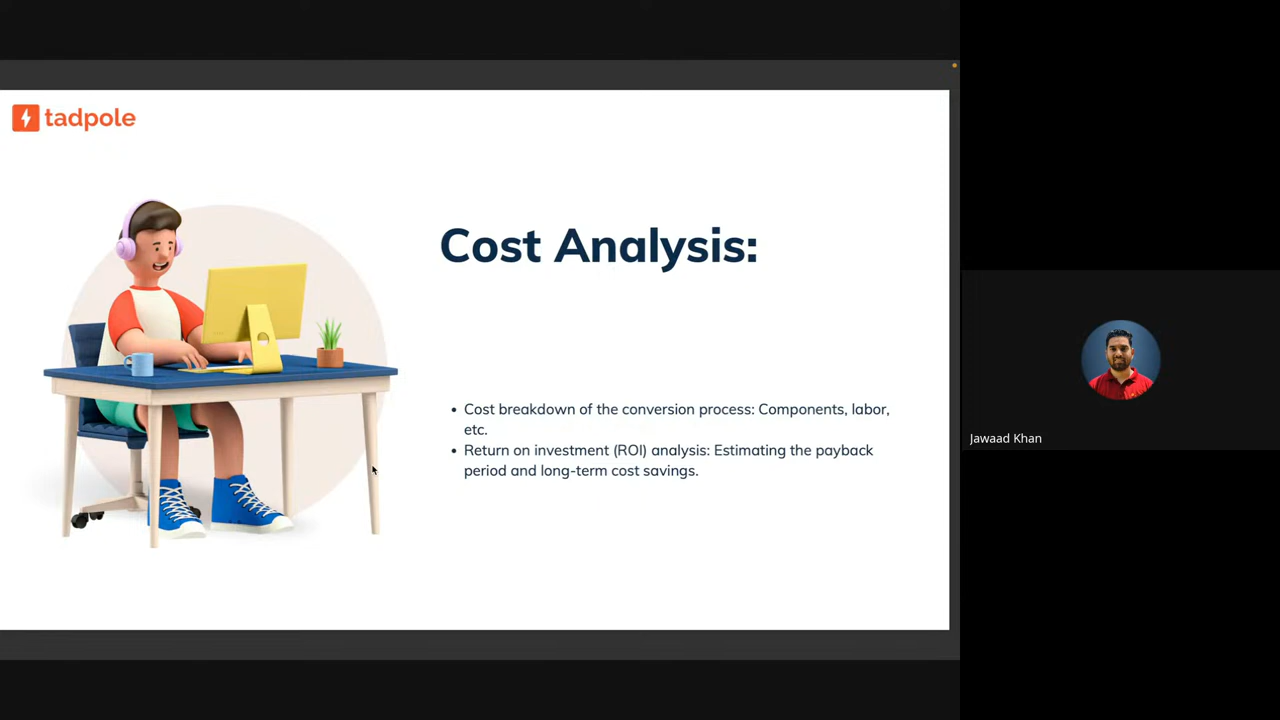 tadpole
Cost Analysis:
• Cost breakdown of the conversion process: Components, labor,
etc.
• Return on investment (ROI) analysis: Estimating the payback
period and long-term cost savings.
Jawaad Khan